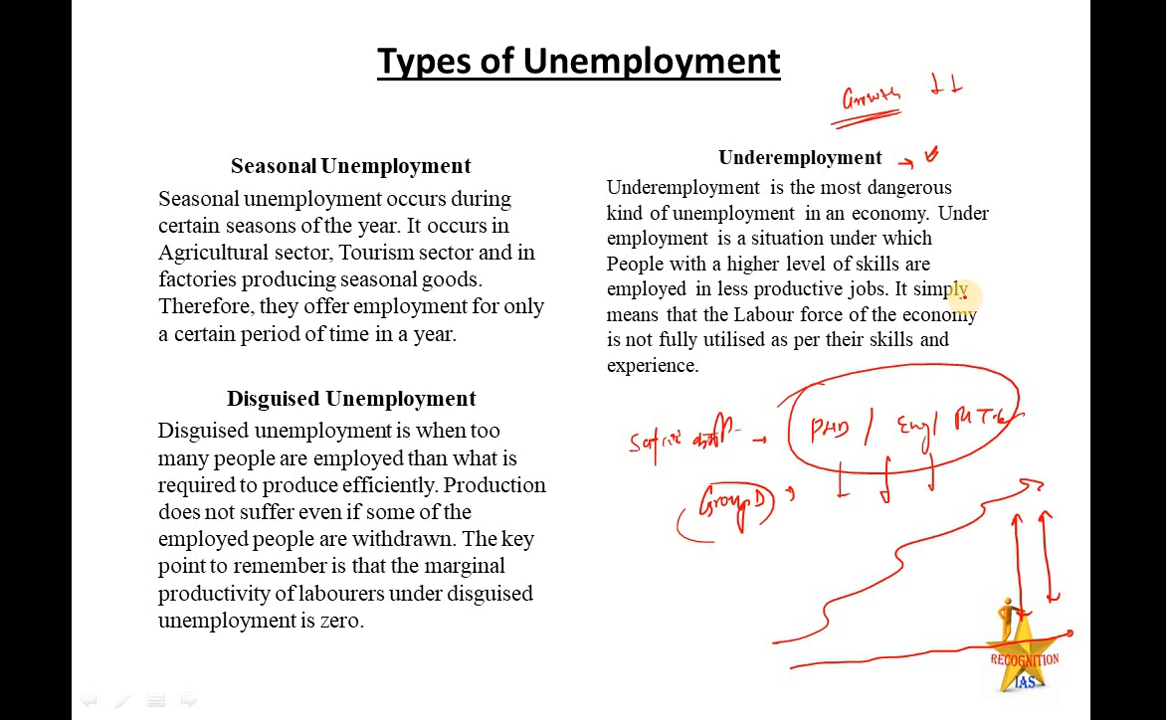 Types of Unemployment
Growth ↓↓
Seasonal Unemployment
Seasonal unemployment occurs during
certain seasons of the year. It occurs in
Agricultural sector, Tourism sector and in
factories producing seasonal goods.
Therefore, they offer employment for only
a certain period of time in a year.
Disguised Unemployment
Disguised unemployment is when too
many people are employed than what is
required to produce efficiently. Production
does not suffer even if some of the
employed people are withdrawn. The key
point to remember is that the marginal
productivity of labourers under disguised
unemployment is zero.
Underemployment →
Underemployment is the most dangerous
kind of unemployment in an economy. Under
employment is a situation under which
People with a higher level of skills are
employed in less productive jobs. It simply
means that the Labour force of the economy
is not fully utilised as per their skills and
experience.
→ PHD / Eng/
Group D
RECOGNITION
IAS